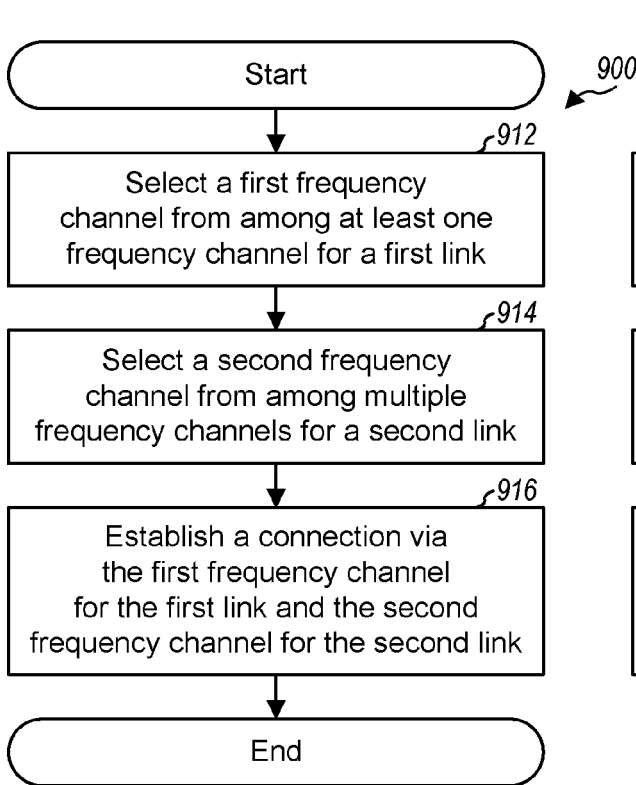 Start
900
912
Select a first frequency
channel from among at least one
frequency channel for a first link
914
Select a second frequency
channel from among multiple
frequency channels for a second link
916
Establish a connection via
the first frequency channel
for the first link and the second
frequency channel for the second link
End